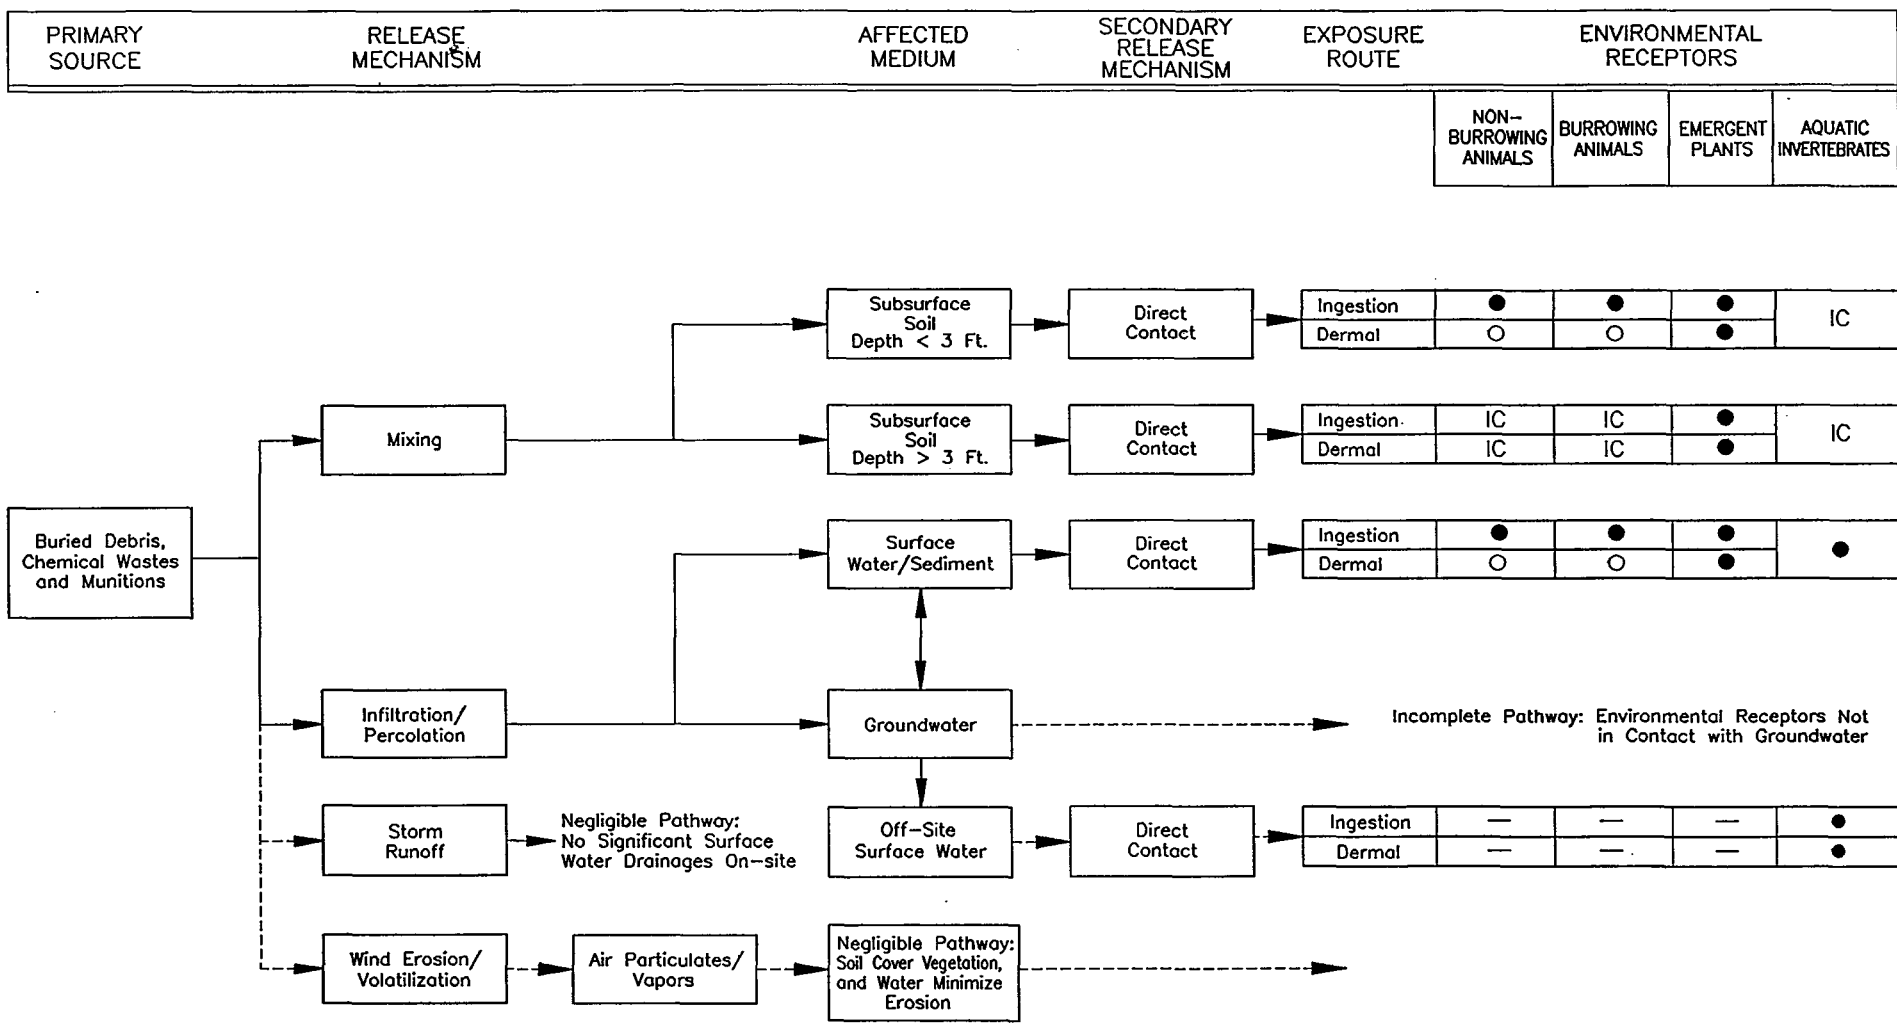 PRIMARY
SOURCE
RELEASE
MECHANISM
AFFECTED
MEDIUM
SECONDARY
RELEASE
MECHANISM
EXPOSURE
ROUTE
ENVIRONMENTAL
RECEPTORS
NON-
BURROWING
ANIMALS
BURROWING
ANIMALS
EMERGENT
PLANTS
AQUATIC
INVERTEBRATES
Subsurface
Soil
Depth < 3 Ft.
Direct
Contact
Ingestion
Dermal
IC
Mixing
Subsurface
Soil
Depth > 3 Ft.
Direct
Contact
Ingestion IC IC
Dermal IC IC
IC
Buried Debris,
Chemical Wastes
and Munitions
Surface
Water/Sediment
Direct
Contact
Ingestion
Dermal
Infiltration/
Percolation
Groundwater
Incomplete Pathway: Environmental Receptors Not
in Contact with Groundwater
Storm
Runoff
Negligible Pathway:
No Significant Surface
Water Drainages On-site
Off-Site
Surface Water
Direct
Contact
Ingestion — — —
Dermal — — —
Wind Erosion/
Volatilization
Air Particulates/
Vapors
Negligible Pathway:
Soil Cover Vegetation,
and Water Minimize
Erosion